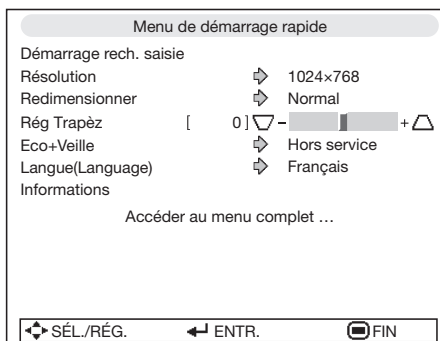 Menu de démarrage rapide
Démarrage rech. saisie
Résolution 1024×768
Redimensionner Normal
Rég Trapèz [ 0 ] - +
Eco+Veille Hors service
Langue(Language) Français
Informations
Accéder au menu complet ...
SÉL./RÉG. ENTR. FIN